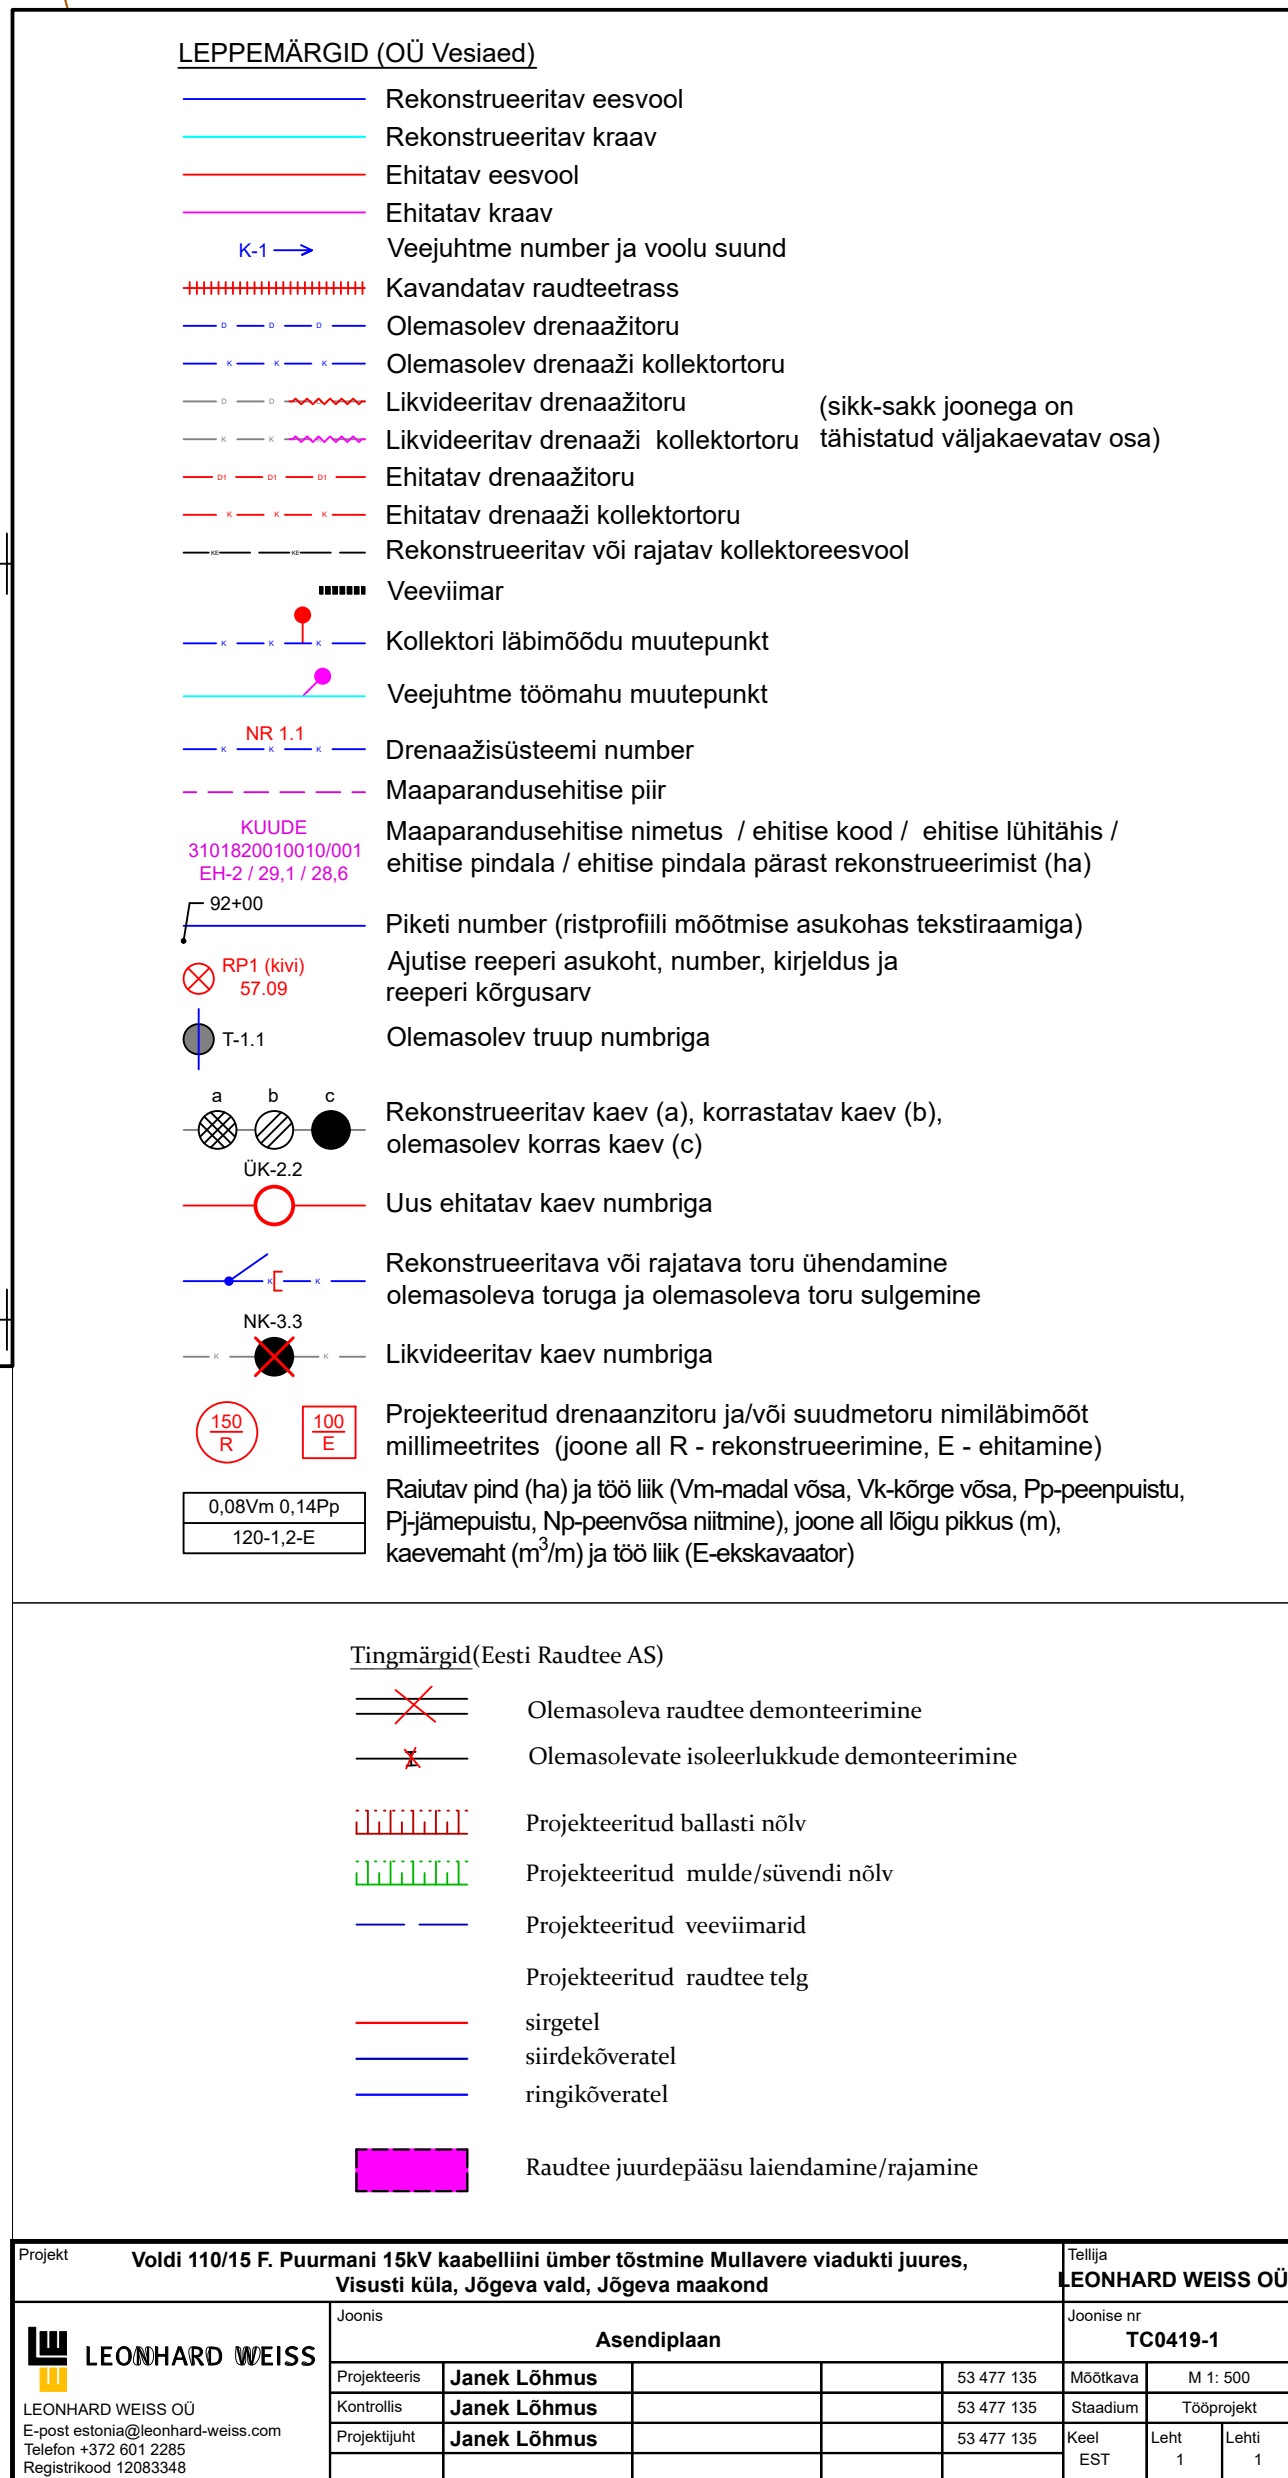 LEPPEMÄRGID (OÜ Vesiaed)
Rekonstrueeritav eesvool
Rekonstrueeritav kraav
Ehitatav eesvool
Ehitatav kraav
K-1 Veejuhtme number ja voolu suund
Kavandatav raudteetrass
D D D Olemasolev drenaažitoru
K K K Olemasolev drenaaži kollektortoru
D D Likvideeritav drenaažitoru (sikk-sakk joonega on
K K Likvideeritav drenaaži kollektortoru tähistatud väljakaevatav osa)
D1 D1 D1 Ehitatav drenaažitoru
K K K Ehitatav drenaaži kollektortoru
KE KE Rekonstrueeritav või rajatav kollektoreesvool
Veeviimar
K K K Kollektori läbimõõdu muutepunkt
Veejuhtme töömahu muutepunkt
NR 1.1
K K K Drenaažisüsteemi number
Maaparandusehitise piir
KUUDE
3101820010010/001
EH-2 / 29,1 / 28,6
Maaparandusehitise nimetus / ehitise kood / ehitise lühitähis /
ehitise pindala / ehitise pindala pärast rekonstrueerimist (ha)
92+00
Piketi number (ristprofiili mõõtmise asukohas tekstiraamiga)
RP1 (kivi)
57.09
Ajutise reeperi asukoht, number, kirjeldus ja
reeperi kõrgusarv
T-1.1 Olemasolev truup numbriga
a b c
Rekonstrueeritav kaev (a), korrastatav kaev (b),
olemasolev korras kaev (c)
ÜK-2.2
Uus ehitatav kaev numbriga
K K
Rekonstrueeritava või rajatava toru ühendamine
olemasoleva toruga ja olemasoleva toru sulgemine
NK-3.3
K K Likvideeritav kaev numbriga
150 100
R E
Projekteeritud drenaanzitoru ja/või suudmetoru nimiläbimõõt
millimeetrites (joone all R - rekonstrueerimine, E - ehitamine)
0,08Vm 0,14Pp
120-1,2-E
Raiutav pind (ha) ja töö liik (Vm-madal võsa, Vk-kõrge võsa, Pp-peenpuistu,
Pj-jämepuistu, Np-peenvõsa niitmine), joone all lõigu pikkus (m),
kaevemaht (m³/m) ja töö liik (E-ekskavaator)
Tingmärgid(Eesti Raudtee AS)
Olemasoleva raudtee demonteerimine
Olemasolevate isoleerlukkude demonteerimine
Projekteeritud ballasti nõlv
Projekteeritud mulde/süvendi nõlv
Projekteeritud veeviimarid
Projekteeritud raudtee telg
sirgetel
siirdekõveratel
ringikõveratel
Raudtee juurdepääsu laiendamine/rajamine
Projekt
Voldi 110/15 F. Puurmani 15kV kaabelliini ümber tõstmine Mullavere viadukti juures,
Visusti küla, Jõgeva vald, Jõgeva maakond
Tellija
LEONHARD WEISS OÜ
LEONHARD WEISS
LEONHARD WEISS OÜ
E-post estonia@leonhard-weiss.com
Telefon +372 601 2285
Registrikood 12083348
Joonis
Asendiplaan
Joonise nr
TC0419-1
Projekteeris Janek Lõhmus 53 477 135 Mõõtkava M 1: 500
Kontrollis Janek Lõhmus 53 477 135 Staadium Tööprojekt
Projektijuht Janek Lõhmus 53 477 135 Keel Leht Lehti
EST 1 1